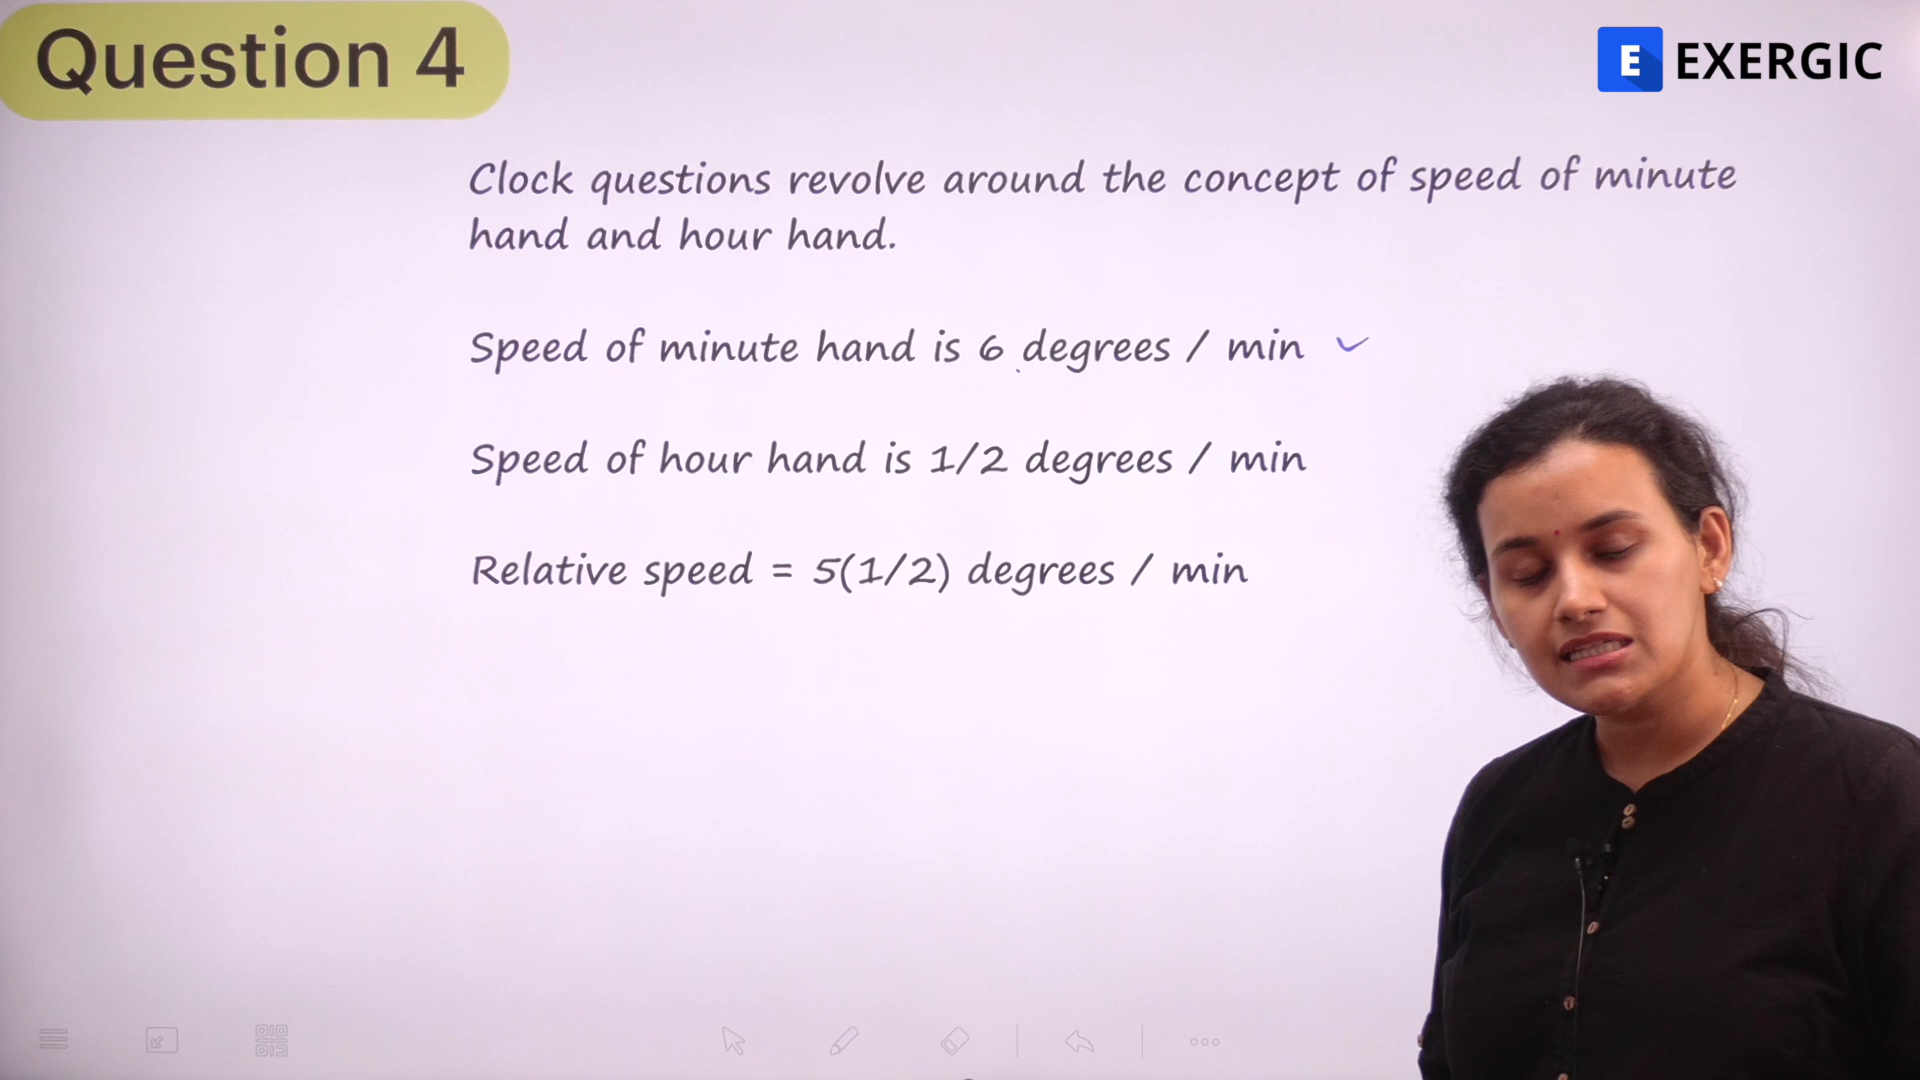 Question 4
E EXERGIC
Clock questions revolve around the concept of speed of minute
hand and hour hand.
Speed of minute hand is 6 degrees / min
Speed of hour hand is 1/2 degrees / min
Relative speed = 5(1/2) degrees / min